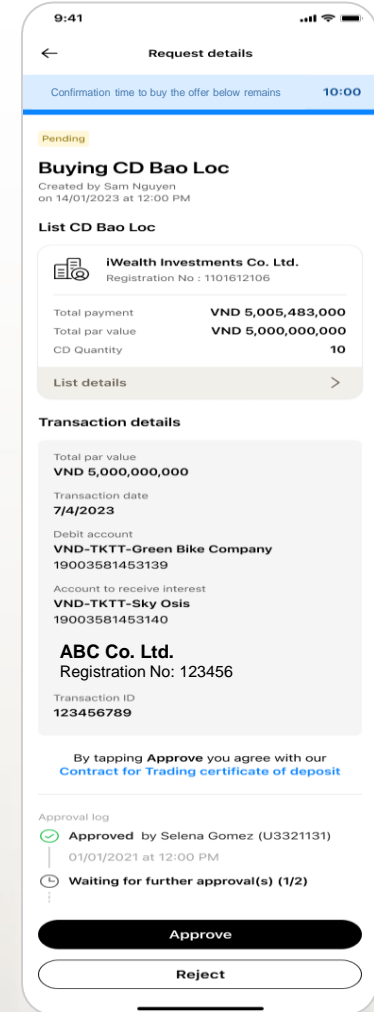 9:41
Request details
Confirmation time to buy the offer below remains 10:00
Pending
Buying CD Bao Loc
Created by Sam Nguyen
on 14/01/2023 at 12:00 PM
List CD Bao Loc
iWealth Investments Co. Ltd.
Registration No : 1101612106
Total payment VND 5,005,483,000
Total par value VND 5,000,000,000
CD Quantity 10
List details
Transaction details
Total par value
VND 5,000,000,000
Transaction date
7/4/2023
Debit account
VND-TKTT-Green Bike Company
19003581453139
Account to receive interest
VND-TKTT-Sky Osis
19003581453140
ABC Co. Ltd.
Registration No: 123456
Transaction ID
123456789
By tapping Approve you agree with our
Contract for Trading certificate of deposit
Approval log
Approved by Selena Gomez (U3321131)
01/01/2021 at 12:00 PM
Waiting for further approval(s) (1/2)
Approve
Reject